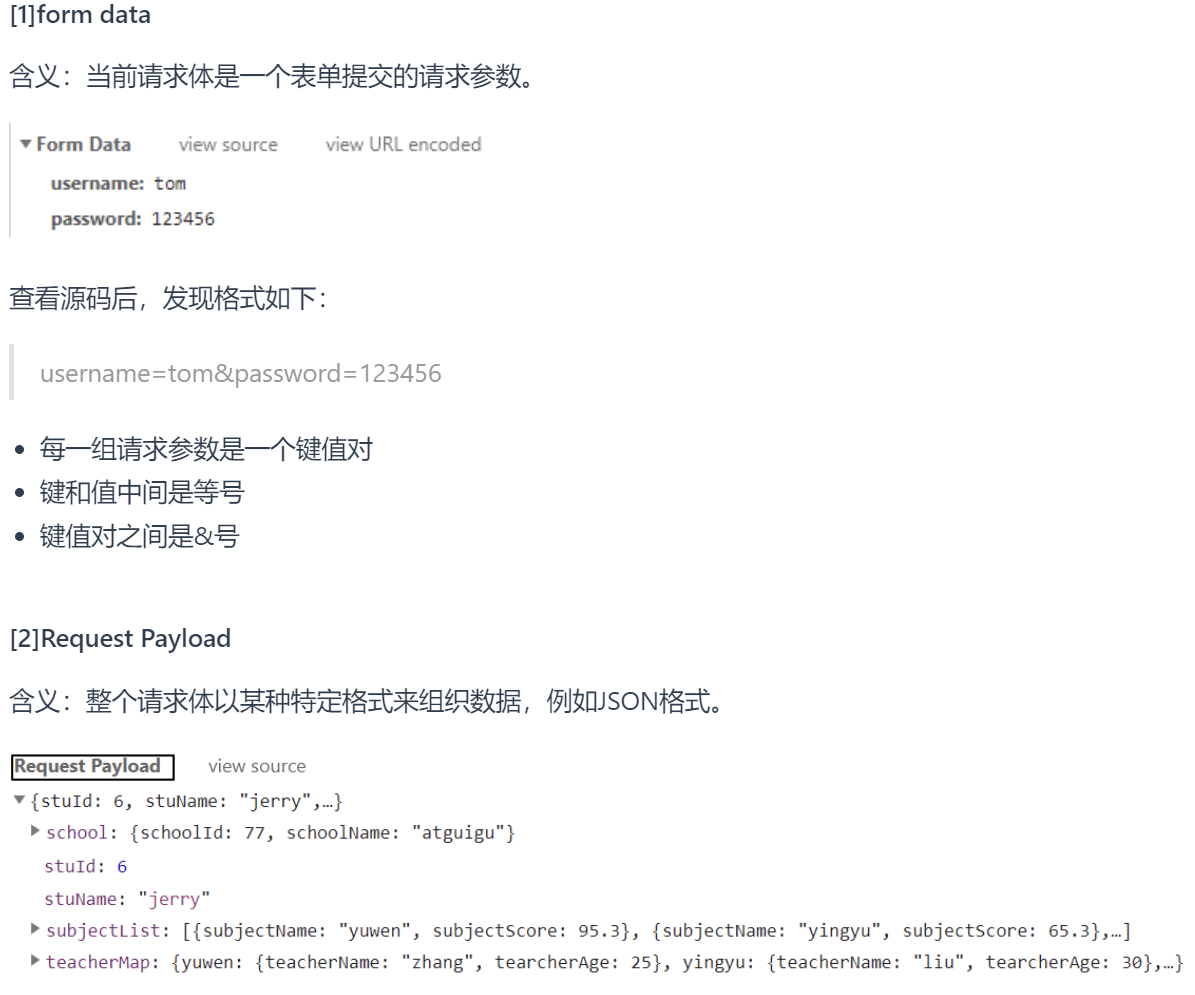 [1]form data
含义：当前请求体是一个表单提交的请求参数。
Form Data view source view URL encoded
username: tom
password: 123456
查看源码后，发现格式如下：
username=tom&password=123456
每一组请求参数是一个键值对
键和值中间是等号
键值对之间是&号
[2]Request Payload
含义：整个请求体以某种特定格式来组织数据，例如JSON格式。
Request Payload view source
{stuId: 6, stuName: "jerry",…}
school: {schoolId: 77, schoolName: "atguigu"}
stuId: 6
stuName: "jerry"
subjectList: [{subjectName: "yuwen", subjectScore: 95.3}, {subjectName: "yingyu", subjectScore: 65.3},…]
teacherMap: {yuwen: {teacherName: "zhang", tearcherAge: 25}, yingyu: {teacherName: "liu", tearcherAge: 30},…}